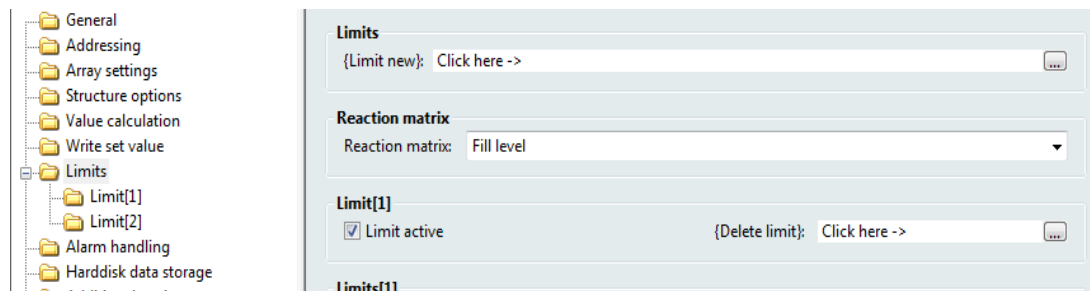 General
Addressing
Array settings
Structure options
Value calculation
Write set value
Limits
Limit[1]
Limit[2]
Alarm handling
Harddisk data storage
Limits
{Limit new}: Click here -> ...
Reaction matrix
Reaction matrix: Fill level
Limit[1]
Limit active {Delete limit}: Click here -> ...
Limits[1]